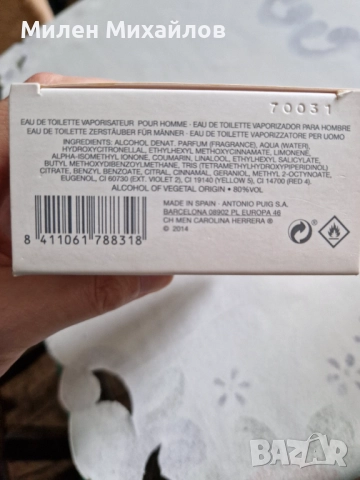 Милен Михайлов
70031
EAU DE TOILETTE VAPORISATEUR POUR HOMME - EAU DE TOILETTE VAPORIZADOR PARA HOMBRE
EAU DE TOILETTE ZERSTÄUBER FÜR MÄNNER - EAU DE TOILETTE VAPORIZZATORE PER UOMO
INGREDIENTS: ALCOHOL DENAT, PARFUM (FRAGRANCE), AQUA (WATER),
HYDROXYCITRONELLAL, ETHYLHEXYL METHOXYCINNAMATE, LIMONENE,
ALPHA-ISOMETHYL IONONE, COUMARIN, LINALOOL, ETHYLHEXYL SALICYLATE,
BUTYL METHOXYDIBENZOYLMETHANE, TRIS (TETRAMETHYLHYDROXYPIPERIDINOL)
CITRATE, BENZYL BENZOATE, CITRAL, CINNAMAL, GERANIOL, METHYL 2-OCTYNOATE,
EUGENOL, CI 60730 (EXT. VIOLET 2), CI 19140 (YELLOW 5), CI 14700 (RED 4).
ALCOHOL OF VEGETAL ORIGIN • 80%VOL
MADE IN SPAIN - ANTONIO PUIG S.A.
BARCELONA 08902 PL EUROPA 46
CH MEN CAROLINA HERRERA ®
© 2014
8 411061 788318
BAZAR